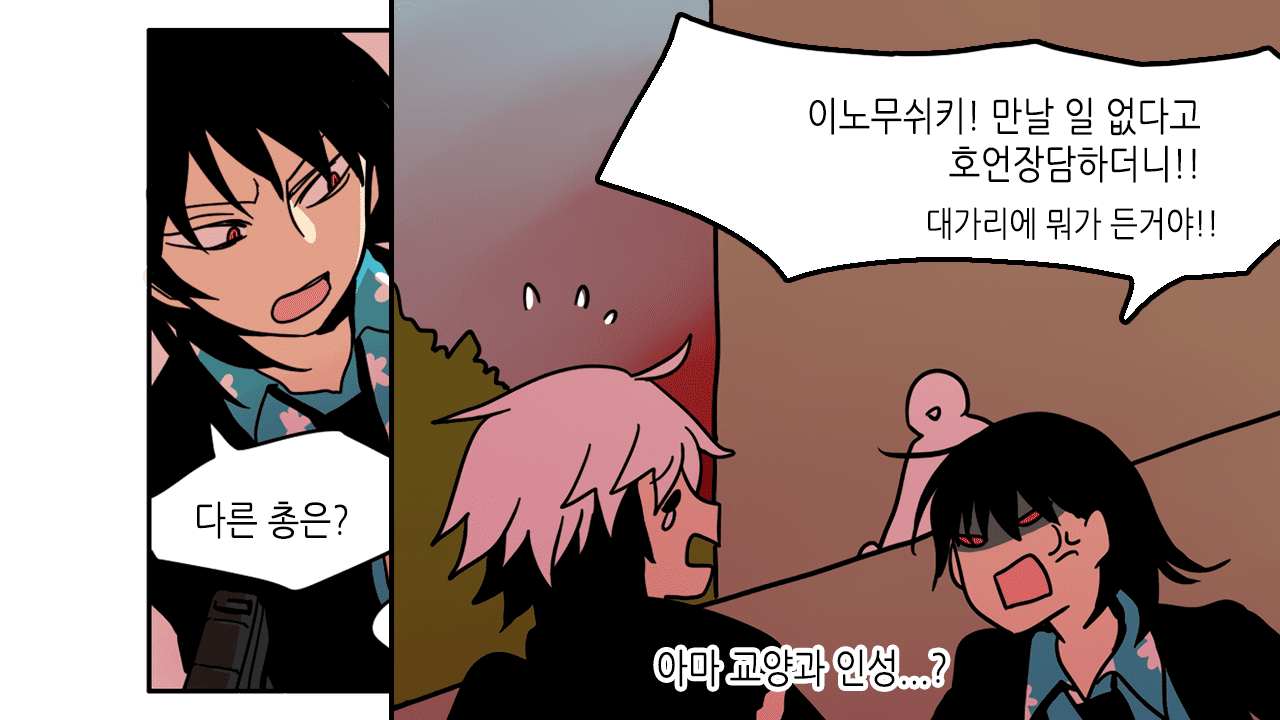 다른 총은?
이노무쉬키! 만날 일 없다고
호언장담하더니!!
대가리에 뭐가 든거야!!
아마 교양과 인성...?